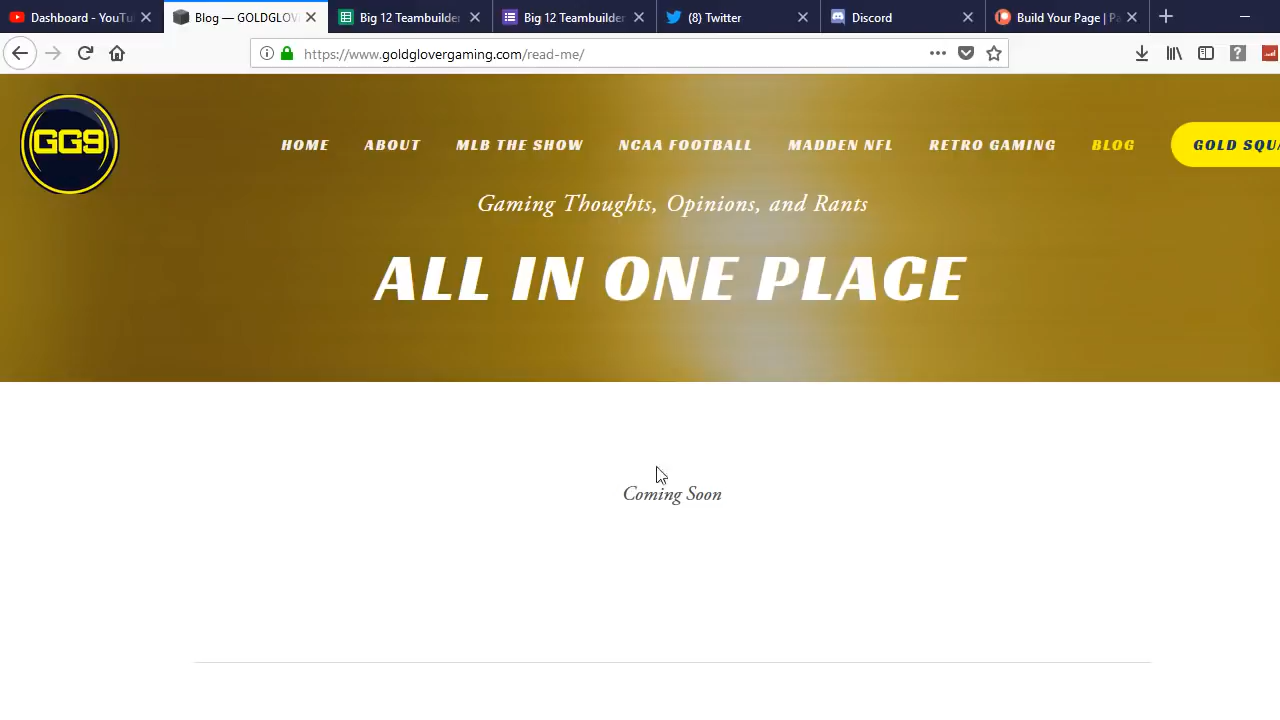 Dashboard - YouTu
Blog — GOLDGLOV
Big 12 Teambuilder
Big 12 Teambuilder
(8) Twitter
Discord
Build Your Page | Pa
https://www.goldglovergaming.com/read-me/
GG9
HOME
ABOUT
MLB THE SHOW
NCAA FOOTBALL
MADDEN NFL
RETRO GAMING
BLOG
GOLD SQUA
Gaming Thoughts, Opinions, and Rants
ALL IN ONE PLACE
Coming Soon